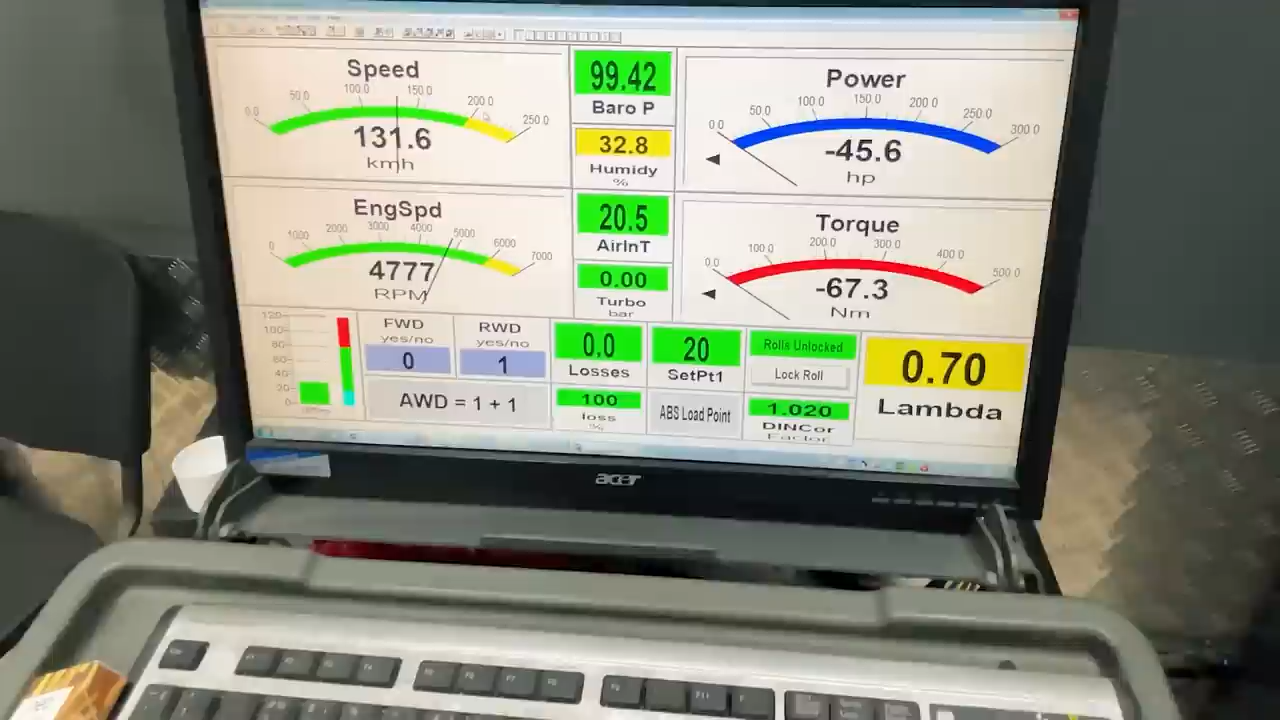 Speed
0.0 50.0 100.0 150.0 200.0 250.0
131.6
kmh
EngSpd
0 1000 2000 3000 4000 5000 6000 7000
4777
RPM
99.42
Baro P
32.8
Humidy
%
20.5
AirInT
0.00
Turbo
bar
Power
0.0 50.0 100.0 150.0 200.0 250.0 300.0
-45.6
hp
Torque
0.0 100.0 200.0 300.0 400.0 500.0
-67.3
Nm
120
100
80
60
40
20
0
FWD
yes/no
0
RWD
yes/no
1
AWD = 1 + 1
0.0
Losses
100
loss
%
20
SetPt1
ABS Load Point
Rolls Unlocked
Lock Roll
1.020
DINCor
Factor
0.70
Lambda
acer